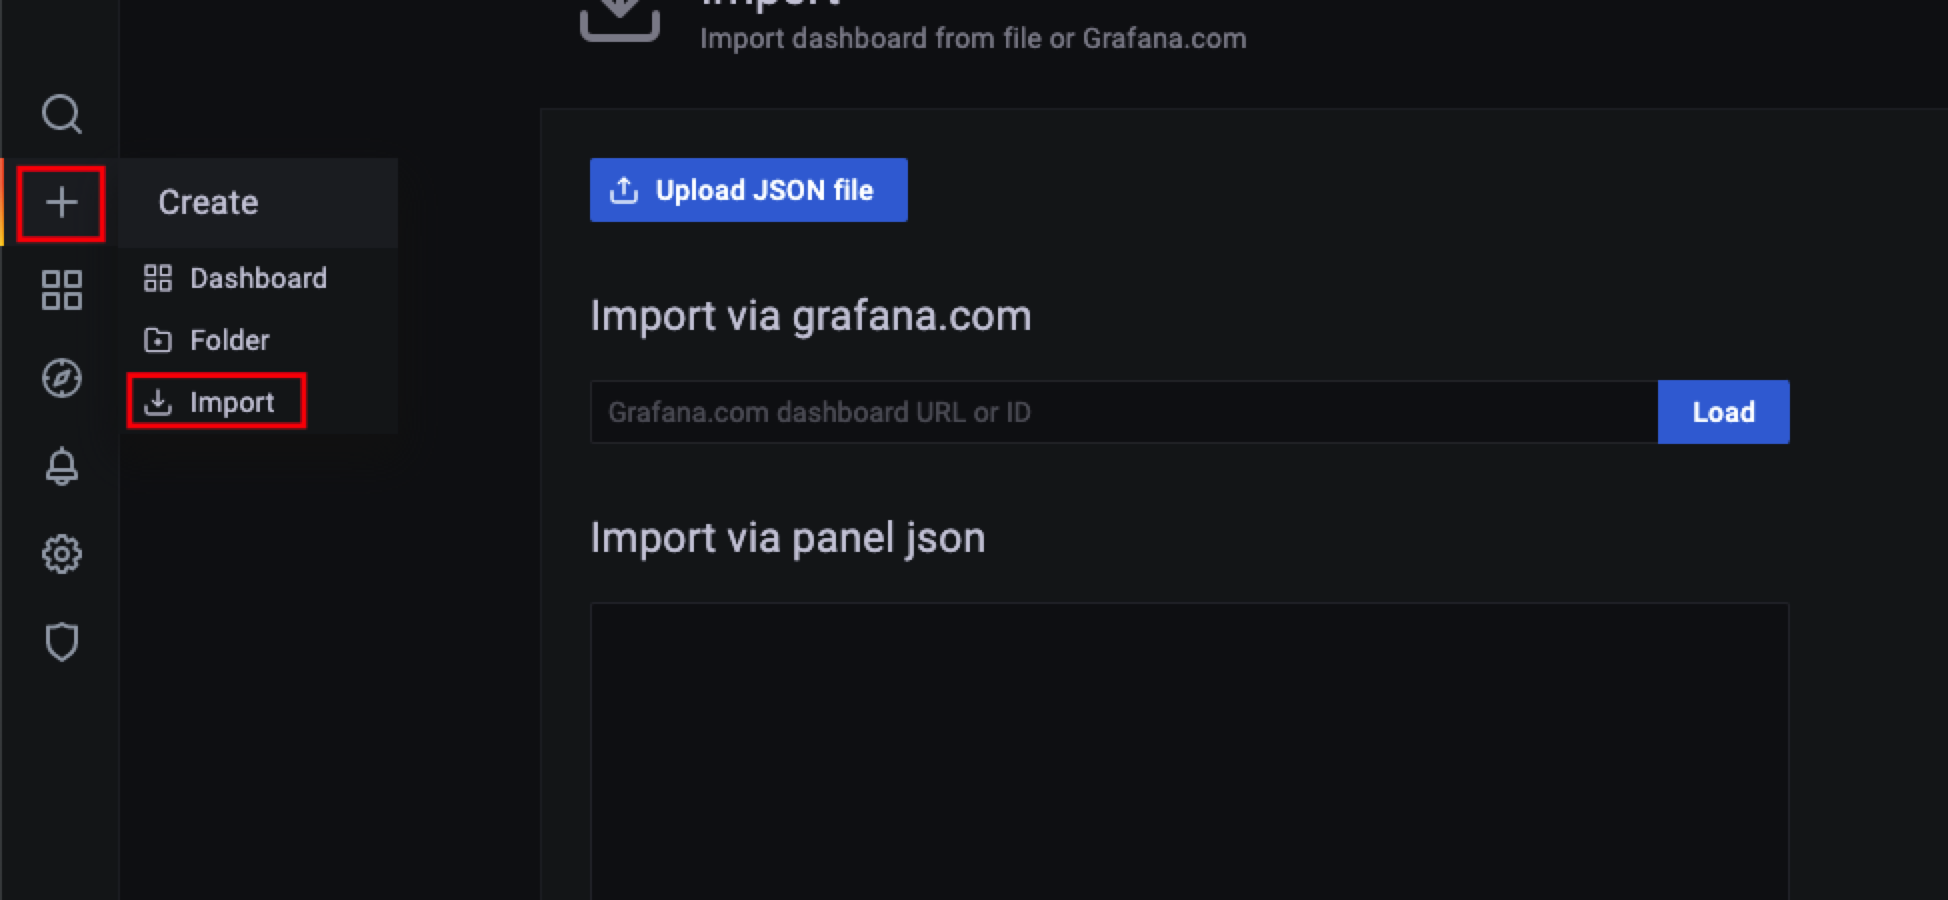 Import
Import dashboard from file or Grafana.com
Create
Dashboard
Folder
Import
Upload JSON file
Import via grafana.com
Grafana.com dashboard URL or ID
Load
Import via panel json